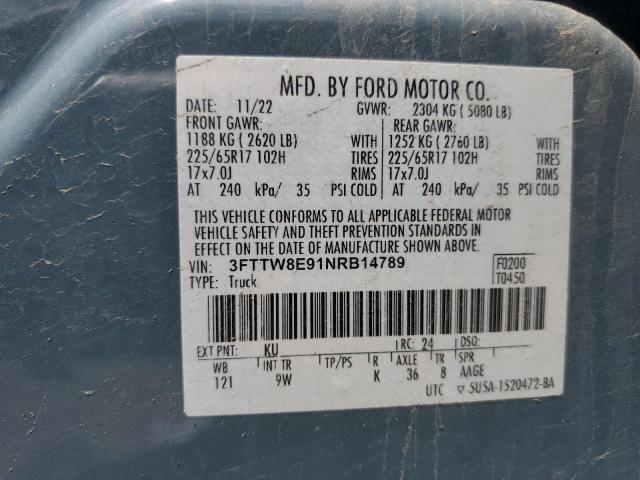 MFD. BY FORD MOTOR CO.
DATE: 11/22 GVWR: 2304 KG ( 5080 LB)
FRONT GAWR: REAR GAWR:
1188 KG ( 2620 LB) WITH 1252 KG ( 2760 LB) WITH
225/65R17 102H TIRES 225/65R17 102H TIRES
17x7.0J RIMS 17x7.0J RIMS
AT 240 kPa/ 35 PSI COLD AT 240 kPa/ 35 PSI COLD
THIS VEHICLE CONFORMS TO ALL APPLICABLE FEDERAL MOTOR
VEHICLE SAFETY AND THEFT PREVENTION STANDARDS IN
EFFECT ON THE DATE OF MANUFACTURE SHOWN ABOVE.
VIN: 3FTTW8E91NRB14789 F0200
TYPE: Truck T0450
EXT PNT: KU RC: 24 DSO:
WB INT TR TP/PS R AXLE TR SPR
121 9W K 36 8 AAGE
UTC ▽ 5U5A-1520472-BA